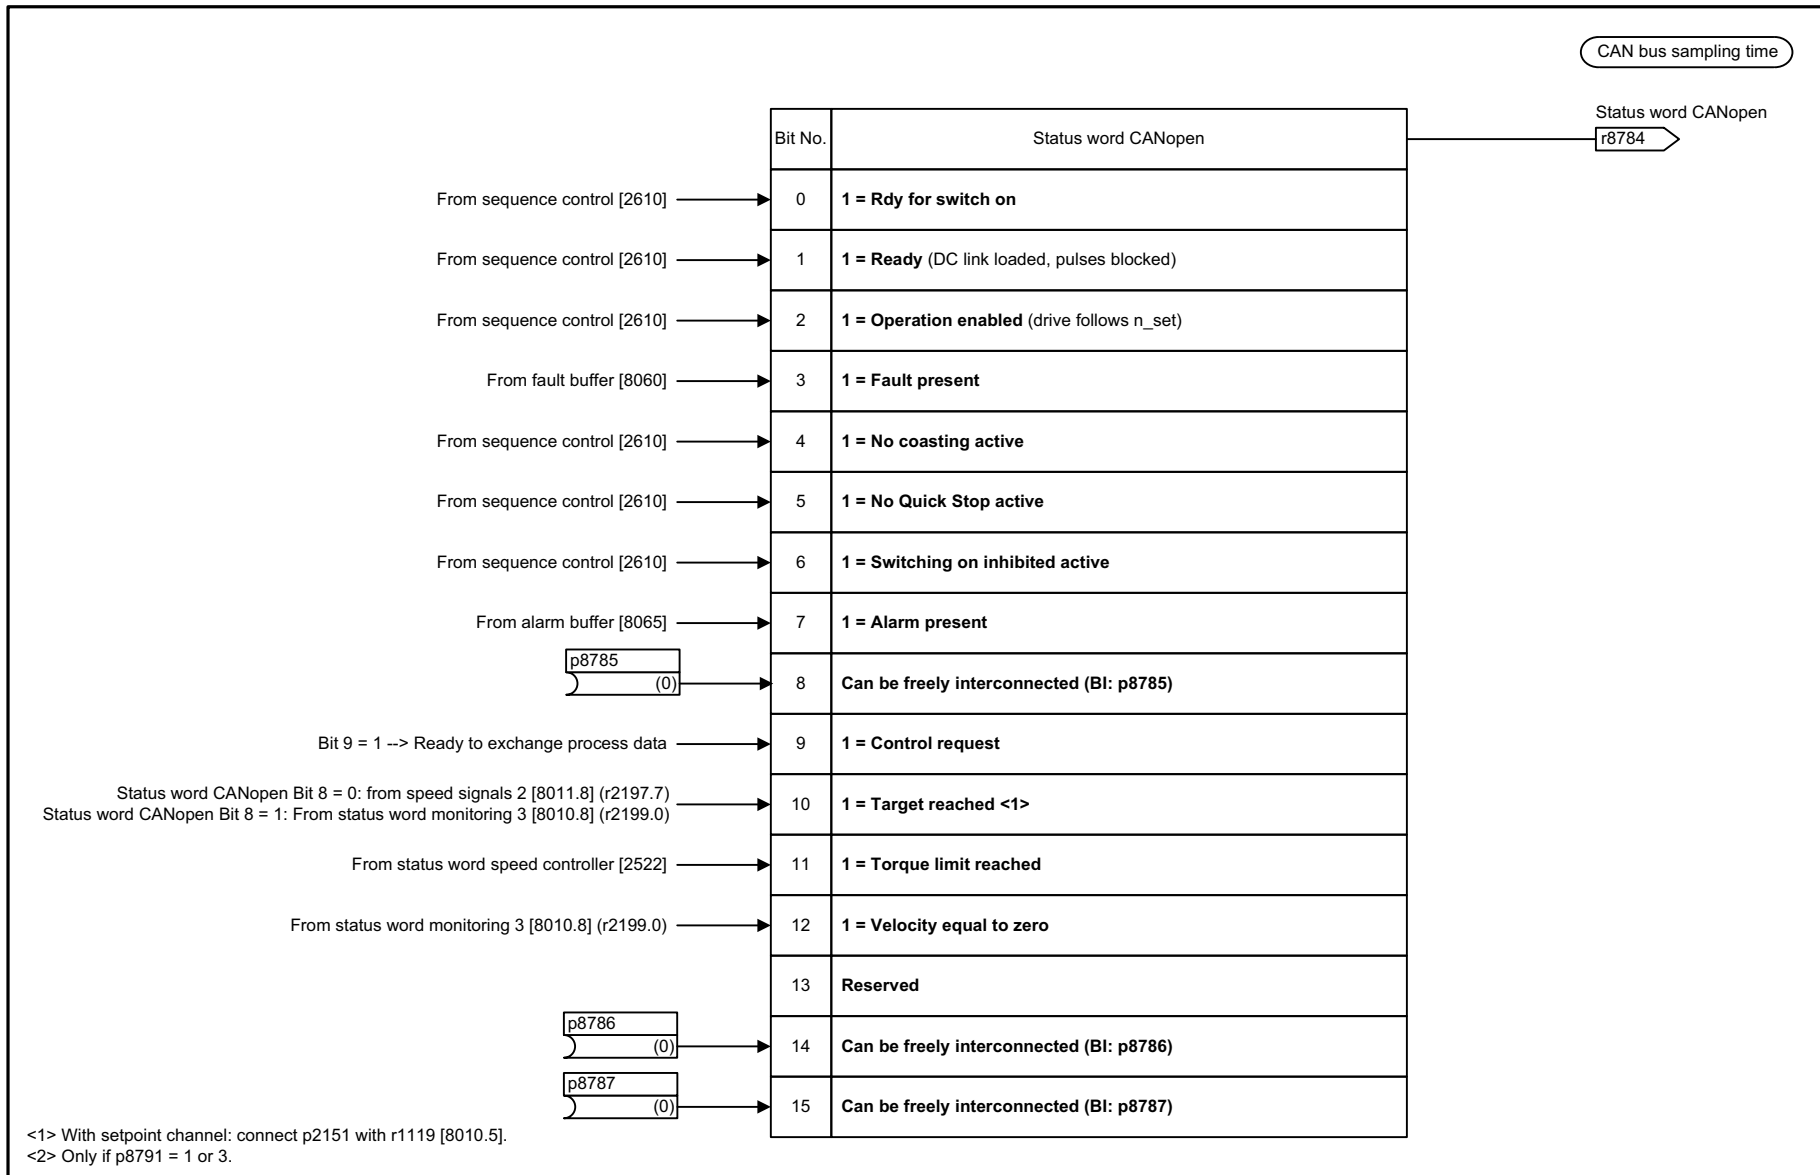 CAN bus sampling time
Status word CANopen
r8784
Bit No. Status word CANopen
From sequence control [2610] 0 1 = Rdy for switch on
From sequence control [2610] 1 1 = Ready (DC link loaded, pulses blocked)
From sequence control [2610] 2 1 = Operation enabled (drive follows n_set)
From fault buffer [8060] 3 1 = Fault present
From sequence control [2610] 4 1 = No coasting active
From sequence control [2610] 5 1 = No Quick Stop active
From sequence control [2610] 6 1 = Switching on inhibited active
From alarm buffer [8065] 7 1 = Alarm present
p8785
(0) 8 Can be freely interconnected (BI: p8785)
Bit 9 = 1 --> Ready to exchange process data 9 1 = Control request
Status word CANopen Bit 8 = 0: from speed signals 2 [8011.8] (r2197.7)
Status word CANopen Bit 8 = 1: From status word monitoring 3 [8010.8] (r2199.0)
10 1 = Target reached <1>
From status word speed controller [2522] 11 1 = Torque limit reached
From status word monitoring 3 [8010.8] (r2199.0) 12 1 = Velocity equal to zero
13 Reserved
p8786
(0) 14 Can be freely interconnected (BI: p8786)
p8787
(0) 15 Can be freely interconnected (BI: p8787)
<1> With setpoint channel: connect p2151 with r1119 [8010.5].
<2> Only if p8791 = 1 or 3.